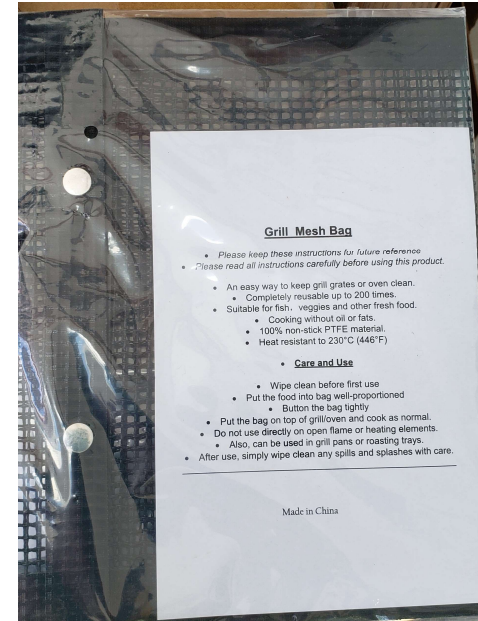 Grill Mesh Bag
• Please keep these instructions for future reference
• Please read all instructions carefully before using this product.
• An easy way to keep grill grates or oven clean.
• Completely reusable up to 200 times.
• Suitable for fish, veggies and other fresh food.
• Cooking without oil or fats.
• 100% non-stick PTFE material.
• Heat resistant to 230°C (446°F)
• Care and Use
• Wipe clean before first use
• Put the food into bag well-proportioned
• Button the bag tightly
• Put the bag on top of grill/oven and cook as normal.
• Do not use directly on open flame or heating elements.
• Also, can be used in grill pans or roasting trays.
• After use, simply wipe clean any spills and splashes with care.
Made in China